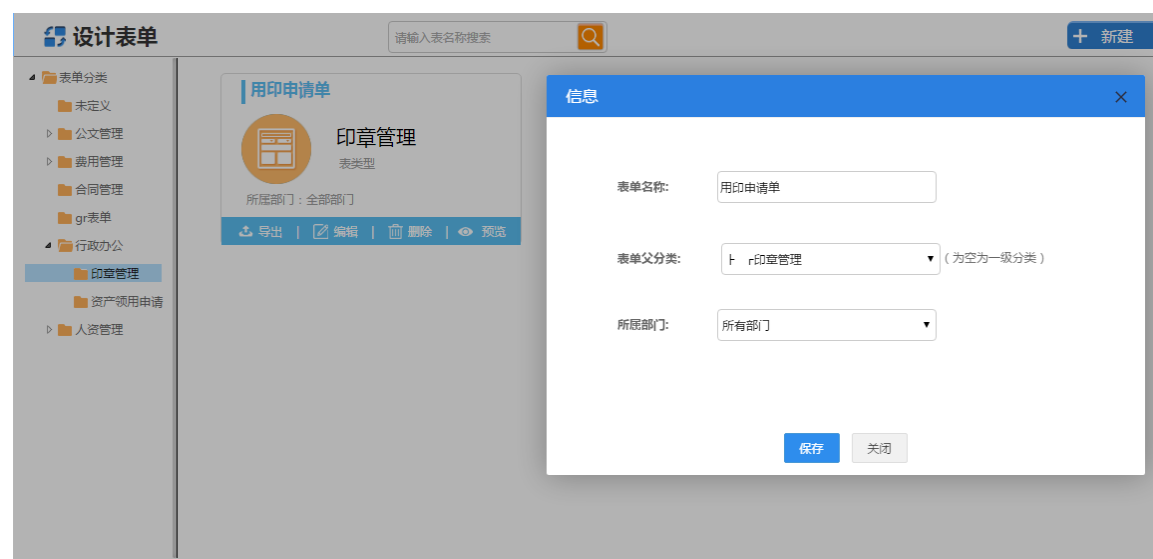 设计表单
请输入表名称搜索
新建
表单分类
未定义
公文管理
费用管理
合同管理
gr表单
行政办公
印章管理
资产领用申请
人资管理
用印申请单
印章管理
表类型
所属部门：全部部门
导出 | 编辑 | 删除 | 预览
信息
表单名称: 用印申请单
表单父分类: ├ ┌印章管理 (为空为一级分类)
所属部门: 所有部门
保存 关闭